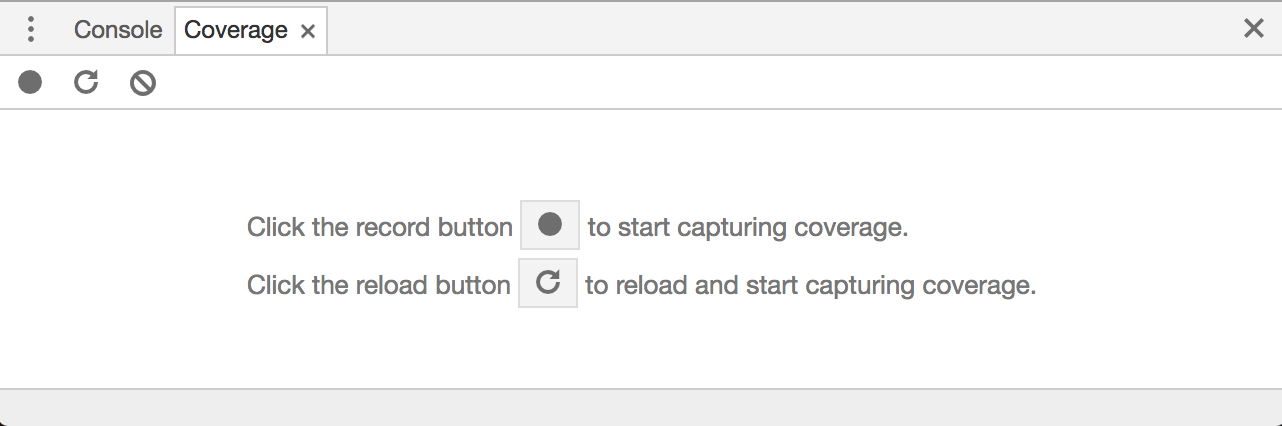 Console Coverage
Click the record button to start capturing coverage.
Click the reload button to reload and start capturing coverage.